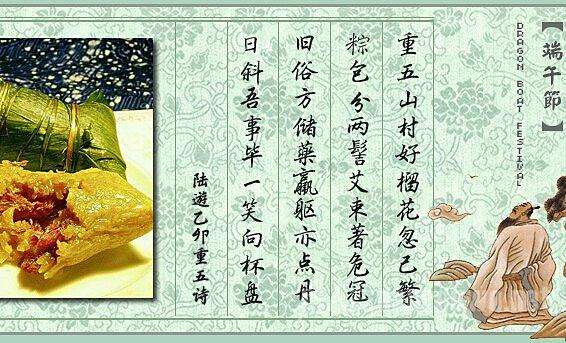 【端午節】
DRAGON BOAT FESTIVAL
重五山村好榴花忽已繁
粽包分两髻艾束著危冠
旧俗方储藥羸躯亦点丹
日斜吾事毕一笑向杯盘
陆遊乙卯重五诗